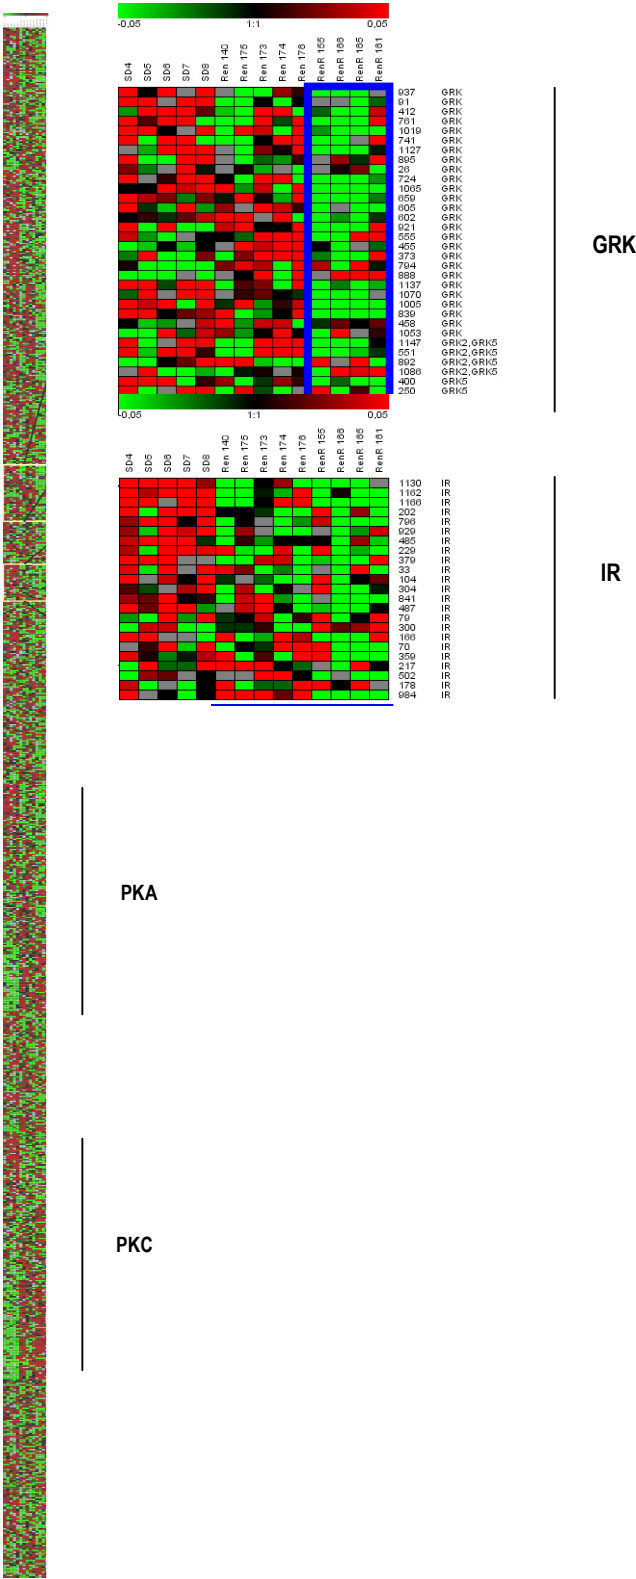 -0,05 1:1 0,05
SD4 SD5 SD6 SD7 SD8 Ren 140 Ren 175 Ren 173 Ren 174 Ren 176 RenR 155 RenR 166 RenR 165 RenR 161
937 GRK
91 GRK
412 GRK
761 GRK
1019 GRK
741 GRK
1127 GRK
895 GRK
26 GRK
724 GRK
1065 GRK
659 GRK
605 GRK
602 GRK
921 GRK
555 GRK
455 GRK
373 GRK
794 GRK
888 GRK
1137 GRK
1070 GRK
1005 GRK
839 GRK
458 GRK
1053 GRK
1147 GRK2,GRK5
551 GRK2,GRK5
892 GRK2,GRK5
1086 GRK2,GRK5
400 GRK5
250 GRK5
GRK
-0,05 1:1 0,05
SD4 SD5 SD6 SD7 SD8 Ren 140 Ren 175 Ren 173 Ren 174 Ren 176 RenR 155 RenR 166 RenR 165 RenR 161
1130 IR
1162 IR
1166 IR
202 IR
796 IR
929 IR
485 IR
229 IR
379 IR
33 IR
104 IR
304 IR
841 IR
487 IR
79 IR
300 IR
166 IR
70 IR
359 IR
217 IR
502 IR
178 IR
984 IR
IR
PKA
PKC